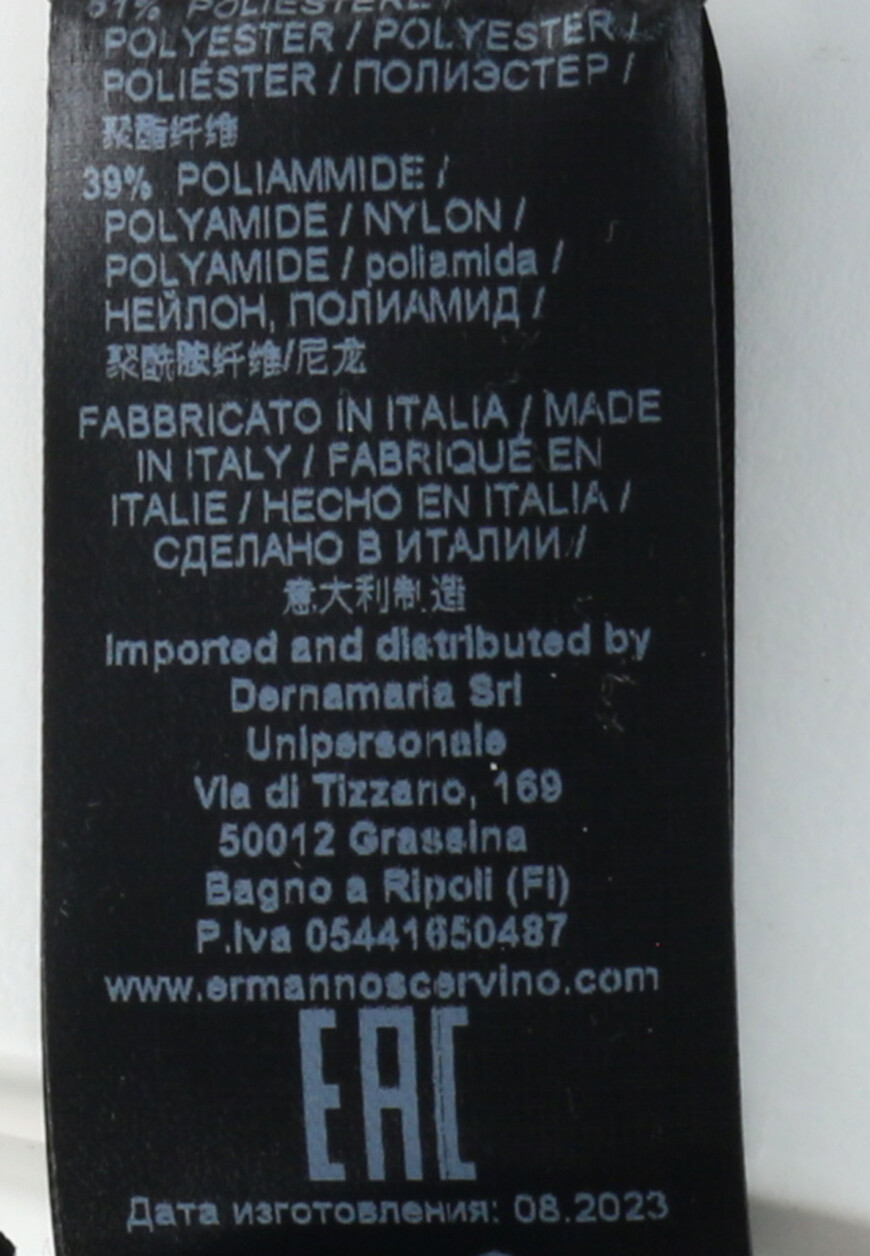 61% POLIESTERE /
POLYESTER / POLYESTER /
POLIÉSTER / ПОЛИЭСТЕР /
聚酯纤维
39% POLIAMMIDE /
POLYAMIDE / NYLON /
POLYAMIDE / poliamida /
НЕЙЛОН, ПОЛИАМИД /
聚酰胺纤维/尼龙
FABBRICATO IN ITALIA / MADE
IN ITALY / FABRIQUÉ EN
ITALIE / HECHO EN ITALIA /
СДЕЛАНО В ИТАЛИИ /
意大利制造
Imported and distributed by
Dernamaria Srl
Unipersonale
Via di Tizzano, 169
50012 Grassina
Bagno a Ripoli (FI)
P.Iva 05441650487
www.ermannoscervino.com
EAC
Дата изготовления: 08.2023